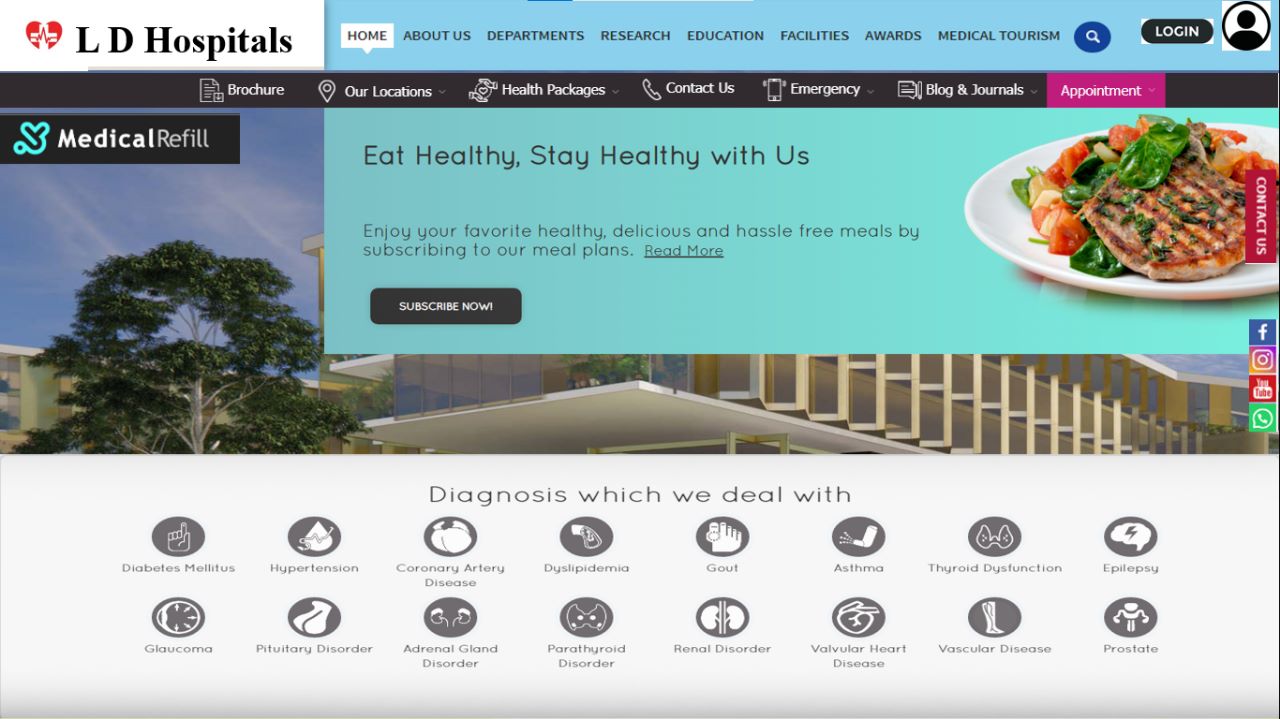 L D Hospitals
HOME ABOUT US DEPARTMENTS RESEARCH EDUCATION FACILITIES AWARDS MEDICAL TOURISM
LOGIN
Brochure Our Locations Health Packages Contact Us Emergency Blog & Journals Appointment
MedicalRefill
Eat Healthy, Stay Healthy with Us
Enjoy your favorite healthy, delicious and hassle free meals by
subscribing to our meal plans. Read More
SUBSCRIBE NOW!
CONTACT US
You
Tube
Diagnosis which we deal with
Diabetes Mellitus Hypertension Coronary Artery Dyslipidemia Gout Asthma Thyroid Dysfunction Epilepsy
Disease
Glaucoma Pituitary Disorder Adrenal Gland Parathyroid Renal Disorder Valvular Heart Vascular Disease Prostate
Disorder Disorder Disease